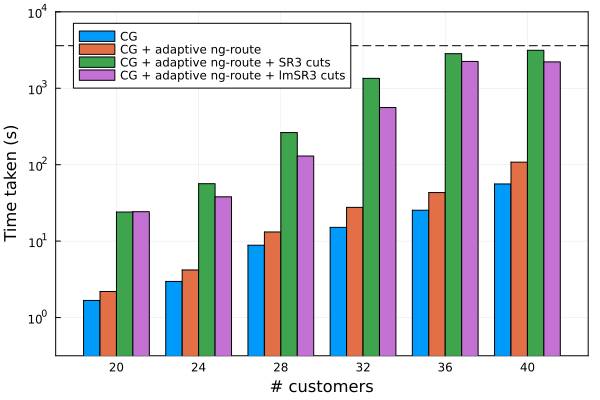 10^4
10^3
10^2
10^1
10^0
Time taken (s)
CG
CG + adaptive ng-route
CG + adaptive ng-route + SR3 cuts
CG + adaptive ng-route + lmSR3 cuts
20 24 28 32 36 40
# customers